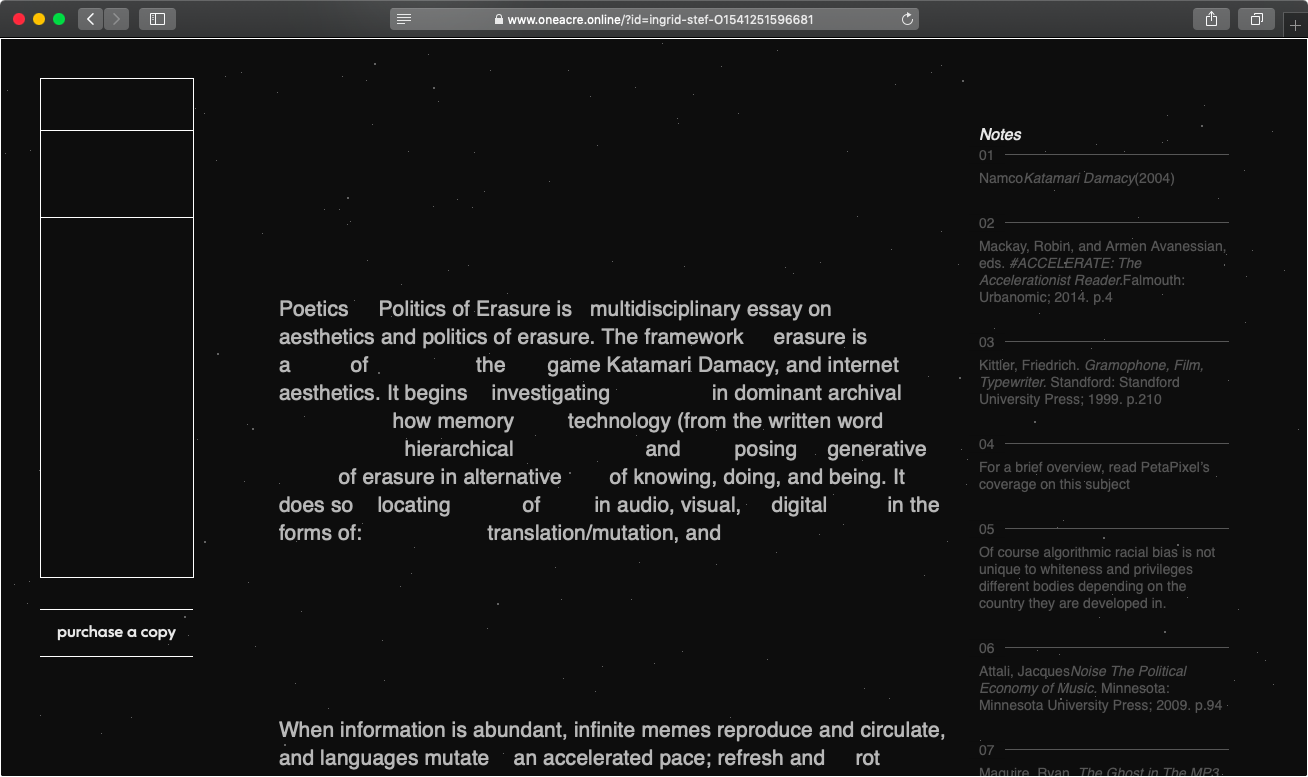 www.oneacre.online/?id=ingrid-stef-O1541251596681
purchase a copy
Poetics Politics of Erasure is multidisciplinary essay on
aesthetics and politics of erasure. The framework erasure is
a of the game Katamari Damacy, and internet
aesthetics. It begins investigating in dominant archival
how memory technology (from the written word
hierarchical and posing generative
of erasure in alternative of knowing, doing, and being. It
does so locating of in audio, visual, digital in the
forms of: translation/mutation, and
When information is abundant, infinite memes reproduce and circulate,
and languages mutate an accelerated pace; refresh and rot
Notes
01
NamcoKatamari Damacy(2004)
02
Mackay, Robin, and Armen Avanessian,
eds. #ACCELERATE: The
Accelerationist Reader.Falmouth:
Urbanomic; 2014. p.4
03
Kittler, Friedrich. Gramophone, Film,
Typewriter. Standford: Standford
University Press; 1999. p.210
04
For a brief overview, read PetaPixel's
coverage on this subject
05
Of course algorithmic racial bias is not
unique to whiteness and privileges
different bodies depending on the
country they are developed in.
06
Attali, JacquesNoise The Political
Economy of Music. Minnesota:
Minnesota University Press; 2009. p.94
07
Maguire, Ryan. The Ghost in The MP3.